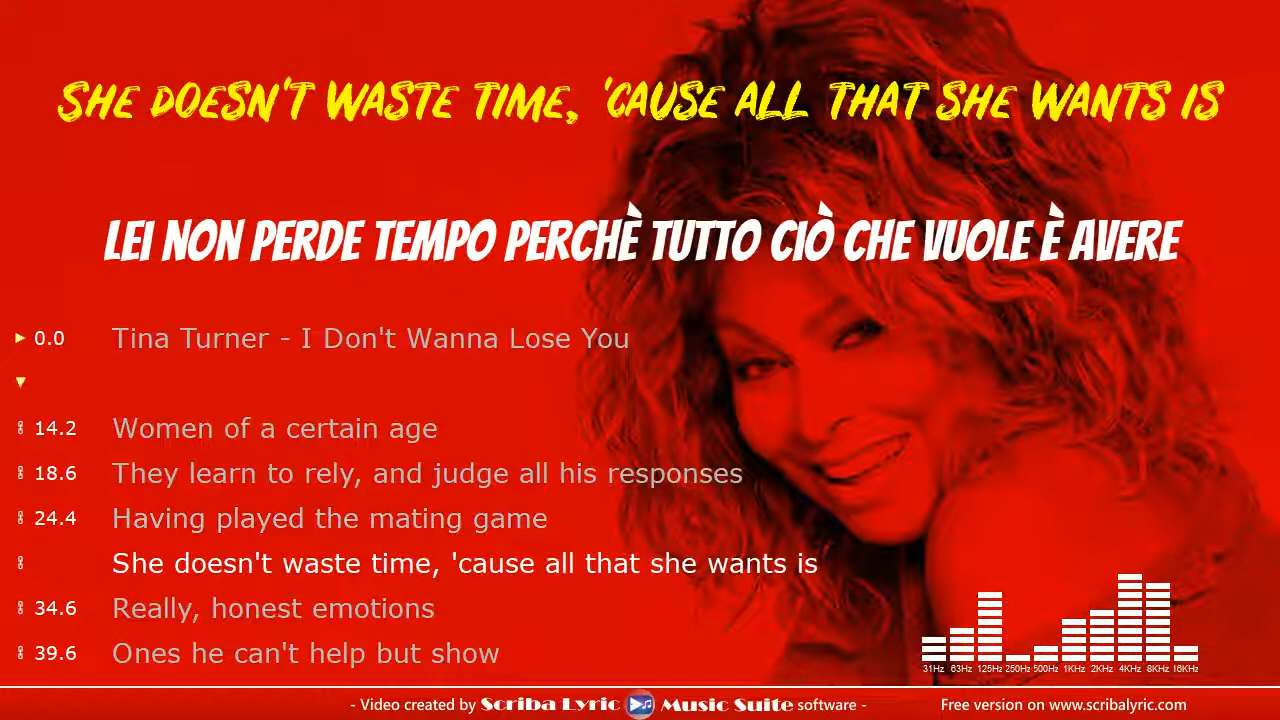 SHE DOESN'T WASTE TIME, 'CAUSE ALL THAT SHE WANTS IS
LEI NON PERDE TEMPO PERCHÈ TUTTO CIÒ CHE VUOLE È AVERE
0.0 Tina Turner - I Don't Wanna Lose You
14.2 Women of a certain age
18.6 They learn to rely, and judge all his responses
24.4 Having played the mating game
She doesn't waste time, 'cause all that she wants is
34.6 Really, honest emotions
39.6 Ones he can't help but show
31Hz 63Hz 125Hz 250Hz 500Hz 1KHz 2KHz 4KHz 8KHz 16KHz
- Video created by Scriba Lyric Music Suite software - Free version on www.scribalyric.com